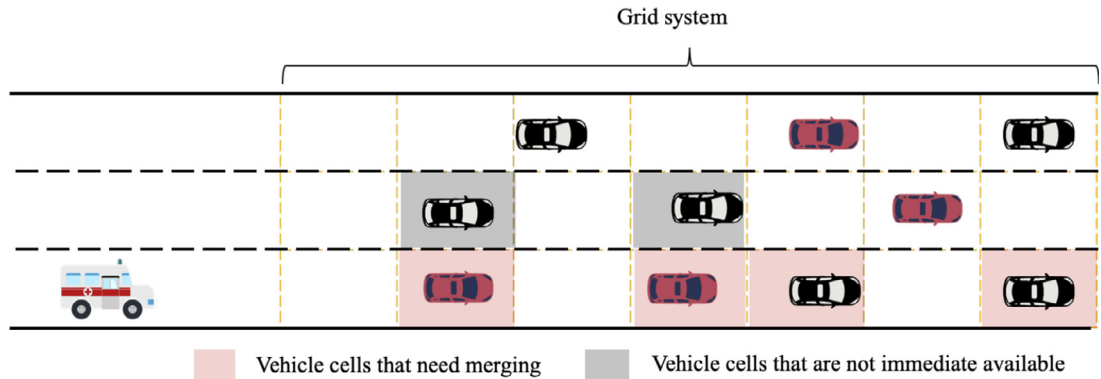 Grid system
Vehicle cells that need merging
Vehicle cells that are not immediate available